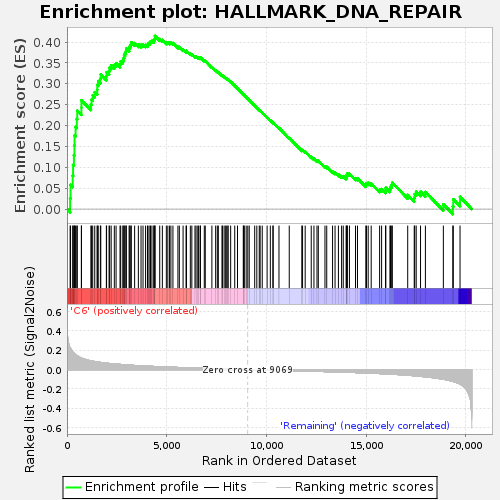 Enrichment plot: HALLMARK_DNA_REPAIR
Enrichment score (ES)
0.40
0.35
0.30
0.25
0.20
0.15
0.10
0.05
0.00
'C6' (positively correlated)
Ranked list metric (Signal2Noise)
0.6
0.4
0.2
0.0
-0.2
-0.4
-0.6
Zero cross at 9069
'Remaining' (negatively correlated)
0
5,000
10,000
15,000
20,000
Rank in Ordered Dataset
Enrichment profile
Hits
Ranking metric scores